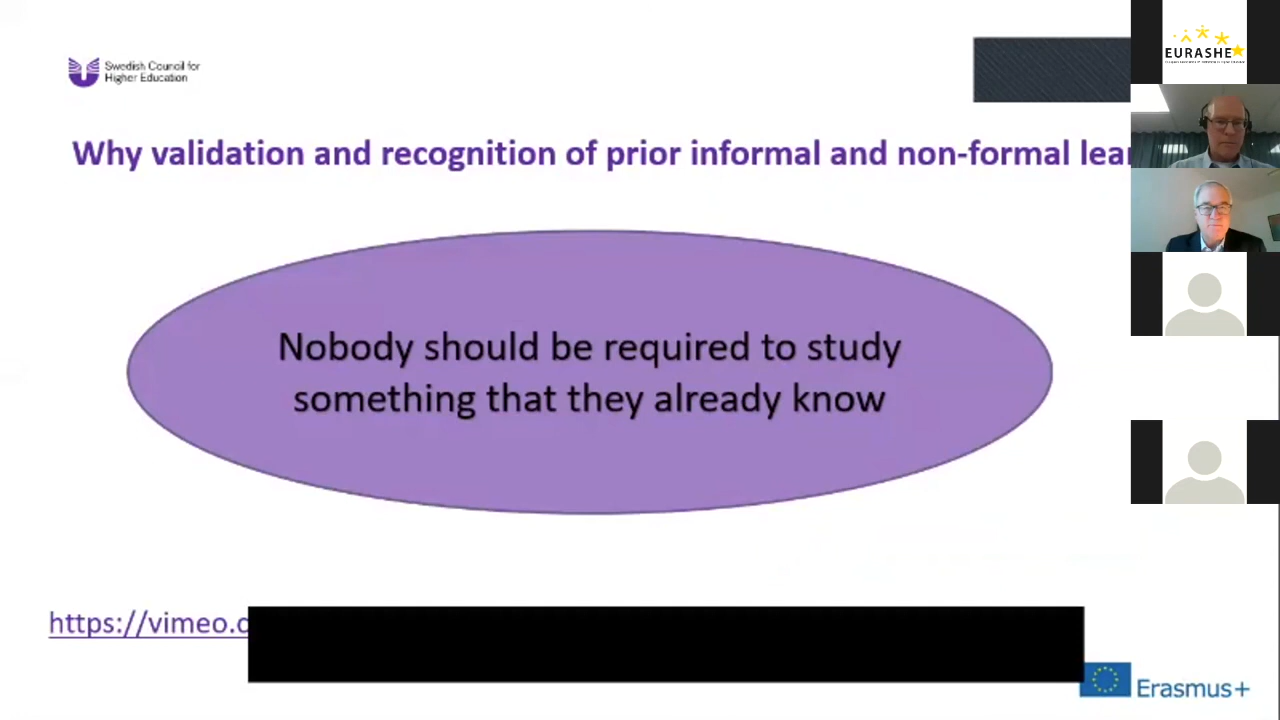 Swedish Council for
Higher Education
EURASHE
Why validation and recognition of prior informal and non-formal lear
Nobody should be required to study
something that they already know
https://vimeo.c
Erasmus+